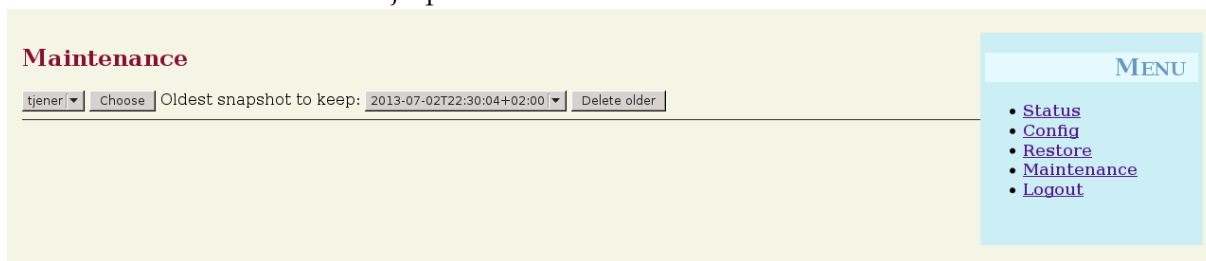 Maintenance
tjener Choose Oldest snapshot to keep: 2013-07-02T22:30:04+02:00 Delete older
MENU
Status
Config
Restore
Maintenance
Logout